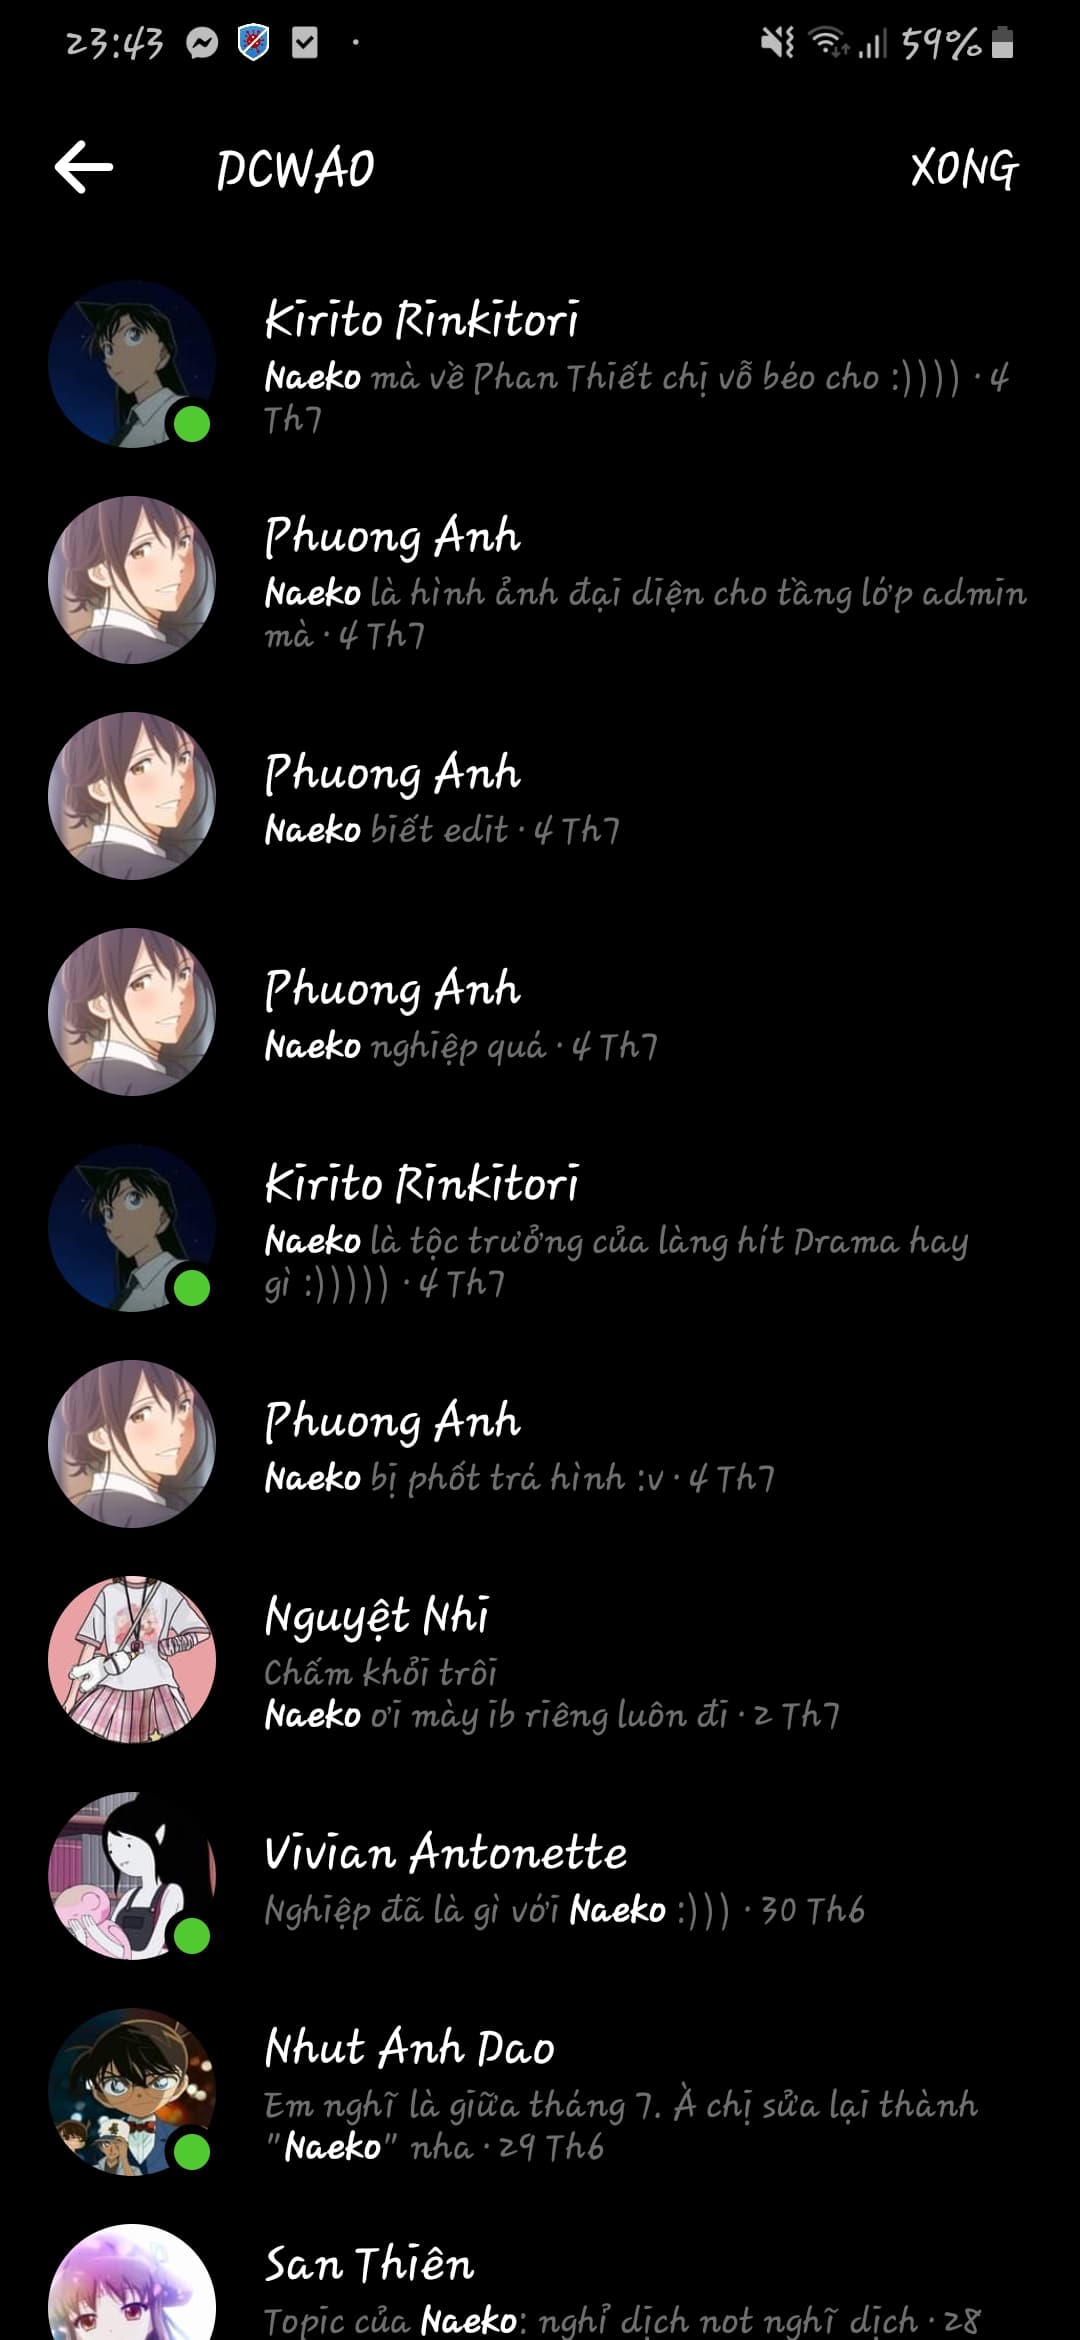 23:43
59%
DCWAO
XONG
Kirito Rinkitori
Naeko mà về Phan Thiết chị vỗ béo cho :)))) · 4
Th7
Phuong Anh
Naeko là hình ảnh đại diện cho tầng lớp admin
mà · 4 Th7
Phuong Anh
Naeko biết edit · 4 Th7
Phuong Anh
Naeko nghiệp quá · 4 Th7
Kirito Rinkitori
Naeko là tộc trưởng của làng hít Drama hay
gì :))))) · 4 Th7
Phuong Anh
Naeko bị phốt trá hình :v · 4 Th7
Nguyệt Nhi
Chấm khỏi trôi
Naeko ơi mày ib riêng luôn đi · 2 Th7
Vivian Antonette
Nghiệp đã là gì với Naeko :))) · 30 Th6
Nhut Anh Dao
Em nghĩ là giữa tháng 7. À chị sửa lại thành
"Naeko" nha · 29 Th6
San Thiên
Topic của Naeko: nghỉ dịch not nghĩ dịch · 28